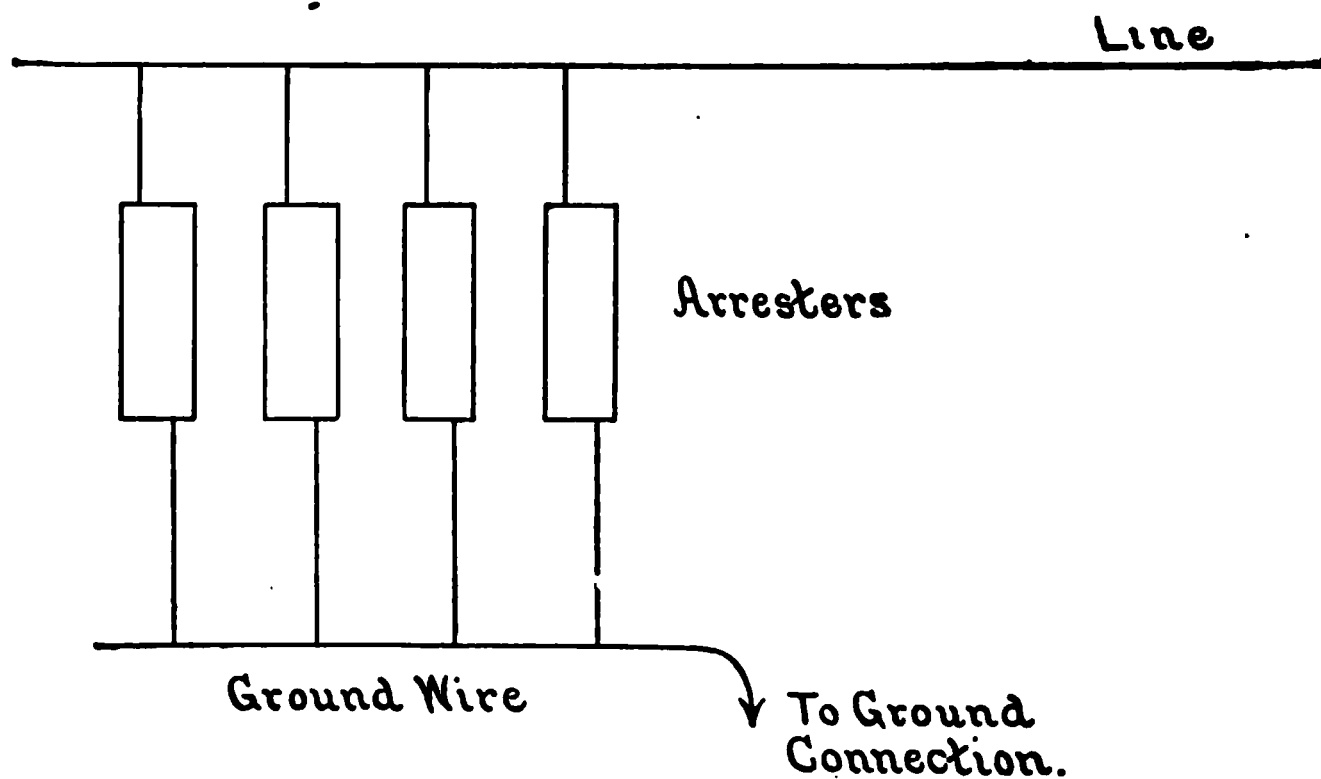 Line
Arresters
Ground Wire
To Ground
Connection.